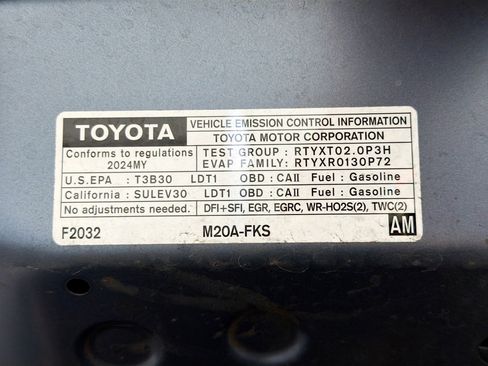 TOYOTA
VEHICLE EMISSION CONTROL INFORMATION
TOYOTA MOTOR CORPORATION
Conforms to regulations
2024MY
TEST GROUP : RTYXT02.0P3H
EVAP FAMILY: RTYXR0130P72
U.S.EPA : T3B30 LDT1 OBD : CAII Fuel : Gasoline
California : SULEV30 LDT1 OBD : CAII Fuel : Gasoline
No adjustments needed. DFI+SFI, EGR, EGRC, WR-HO2S(2), TWC(2)
F2032 M20A-FKS AM